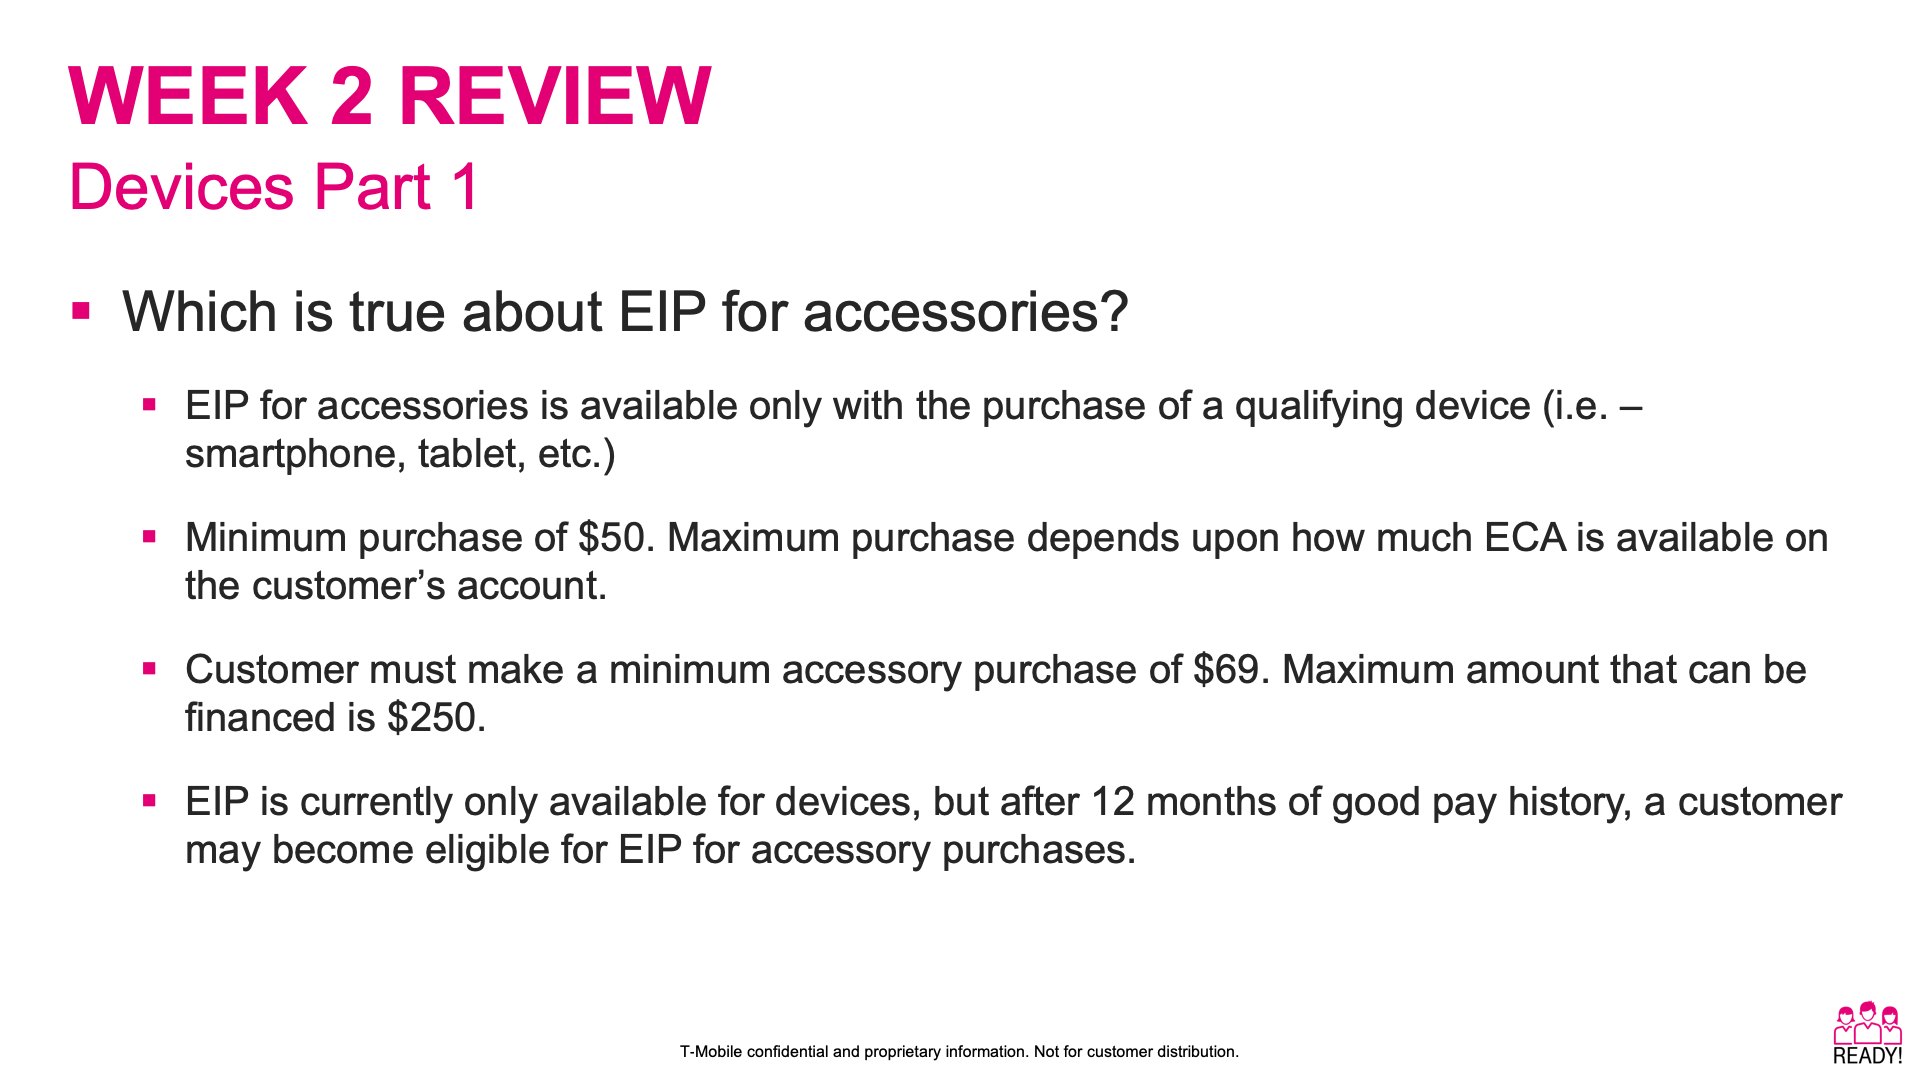 WEEK 2 REVIEW
Devices Part 1
▪ Which is true about EIP for accessories?
▪ EIP for accessories is available only with the purchase of a qualifying device (i.e. –
smartphone, tablet, etc.)
▪ Minimum purchase of $50. Maximum purchase depends upon how much ECA is available on
the customer’s account.
▪ Customer must make a minimum accessory purchase of $69. Maximum amount that can be
financed is $250.
▪ EIP is currently only available for devices, but after 12 months of good pay history, a customer
may become eligible for EIP for accessory purchases.
T-Mobile confidential and proprietary information. Not for customer distribution.
READY!